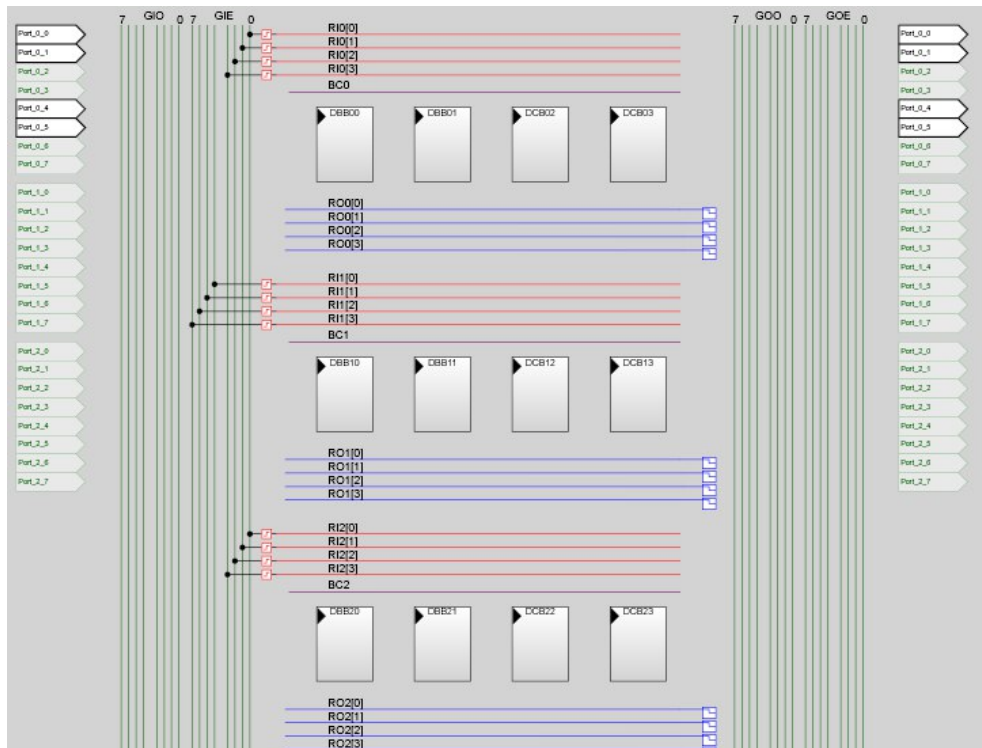 7 GIO 0 7 GIE 0
7 GOO 0 7 GOE 0
Port_0_0
Port_0_1
Port_0_2
Port_0_3
Port_0_4
Port_0_5
Port_0_6
Port_0_7
Port_1_0
Port_1_1
Port_1_2
Port_1_3
Port_1_4
Port_1_5
Port_1_6
Port_1_7
Port_2_0
Port_2_1
Port_2_2
Port_2_3
Port_2_4
Port_2_5
Port_2_6
Port_2_7
RI0[0]
RI0[1]
RI0[2]
RI0[3]
BC0
DBB00 DBB01 DCB02 DCB03
RO0[0]
RO0[1]
RO0[2]
RO0[3]
RI1[0]
RI1[1]
RI1[2]
RI1[3]
BC1
DBB10 DBB11 DCB12 DCB13
RO1[0]
RO1[1]
RO1[2]
RO1[3]
RI2[0]
RI2[1]
RI2[2]
RI2[3]
BC2
DBB20 DBB21 DCB22 DCB23
RO2[0]
RO2[1]
RO2[2]
RO2[3]
Port_0_0
Port_0_1
Port_0_2
Port_0_3
Port_0_4
Port_0_5
Port_0_6
Port_0_7
Port_1_0
Port_1_1
Port_1_2
Port_1_3
Port_1_4
Port_1_5
Port_1_6
Port_1_7
Port_2_0
Port_2_1
Port_2_2
Port_2_3
Port_2_4
Port_2_5
Port_2_6
Port_2_7